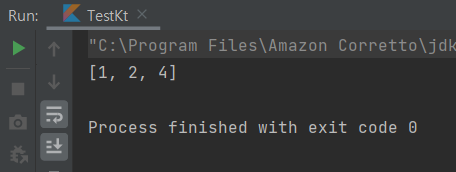 Run: TestKt
"C:\Program Files\Amazon Corretto\jdk
[1, 2, 4]
Process finished with exit code 0